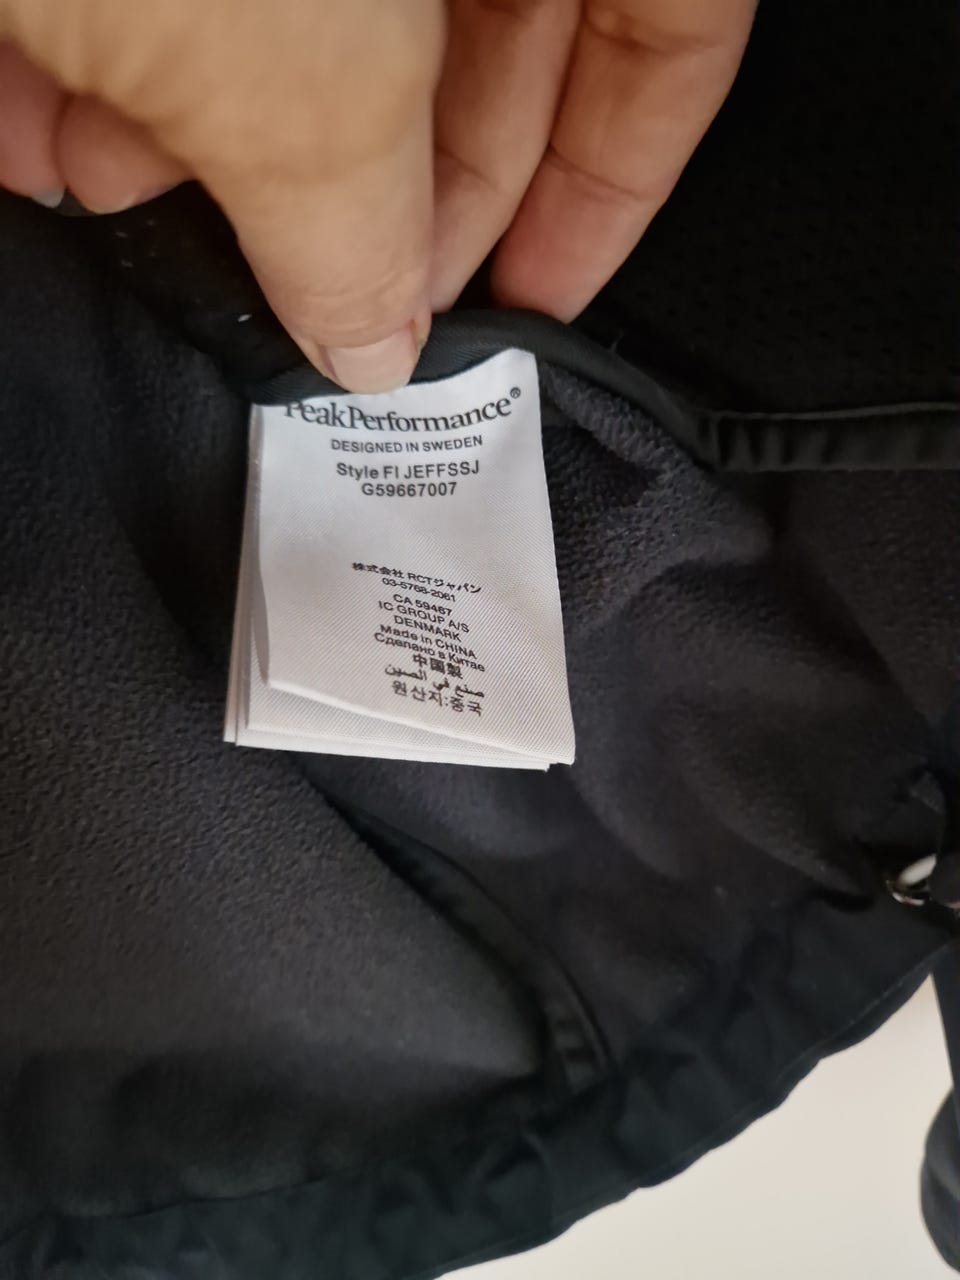 PeakPerformance®
DESIGNED IN SWEDEN
Style FI JEFFSSJ
G59667007
株式会社 RCTジャパン
03-5768-2061
CA 59467
IC GROUP A/S
DENMARK
Made in CHINA
Сделано в Китае
中国製
صنع في الصين
원산지:중국